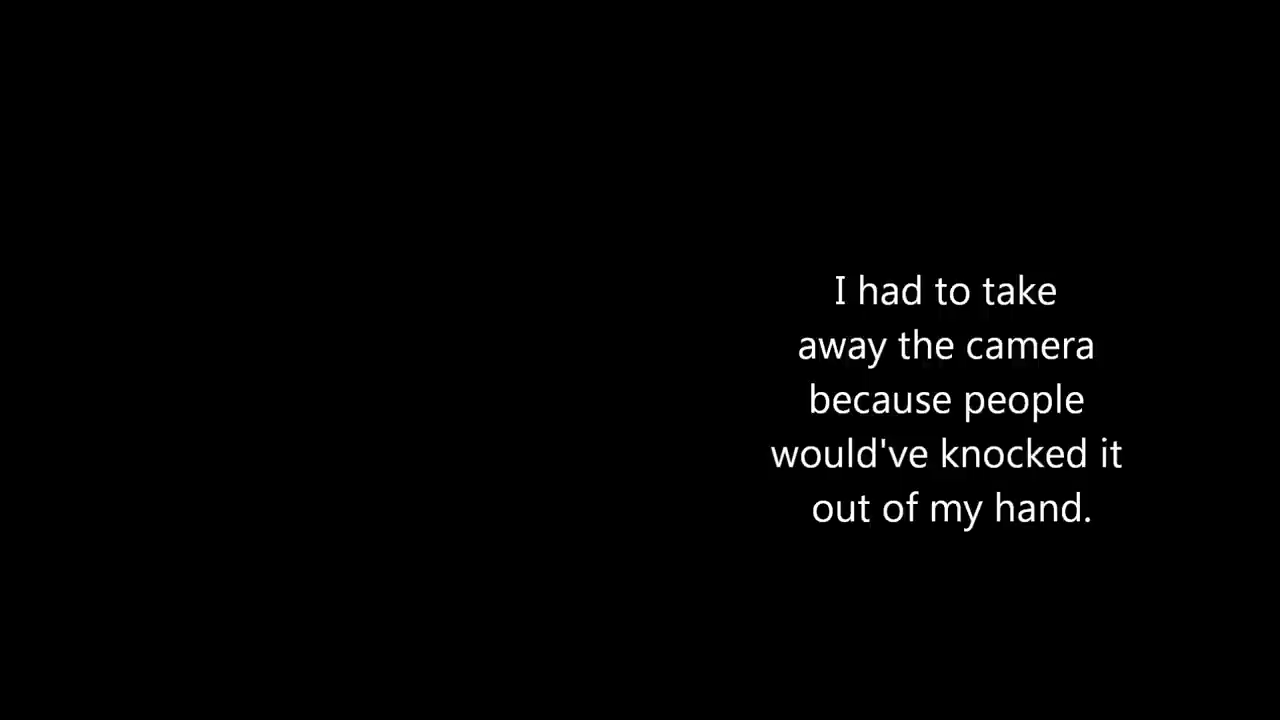 I had to take
away the camera
because people
would've knocked it
out of my hand.